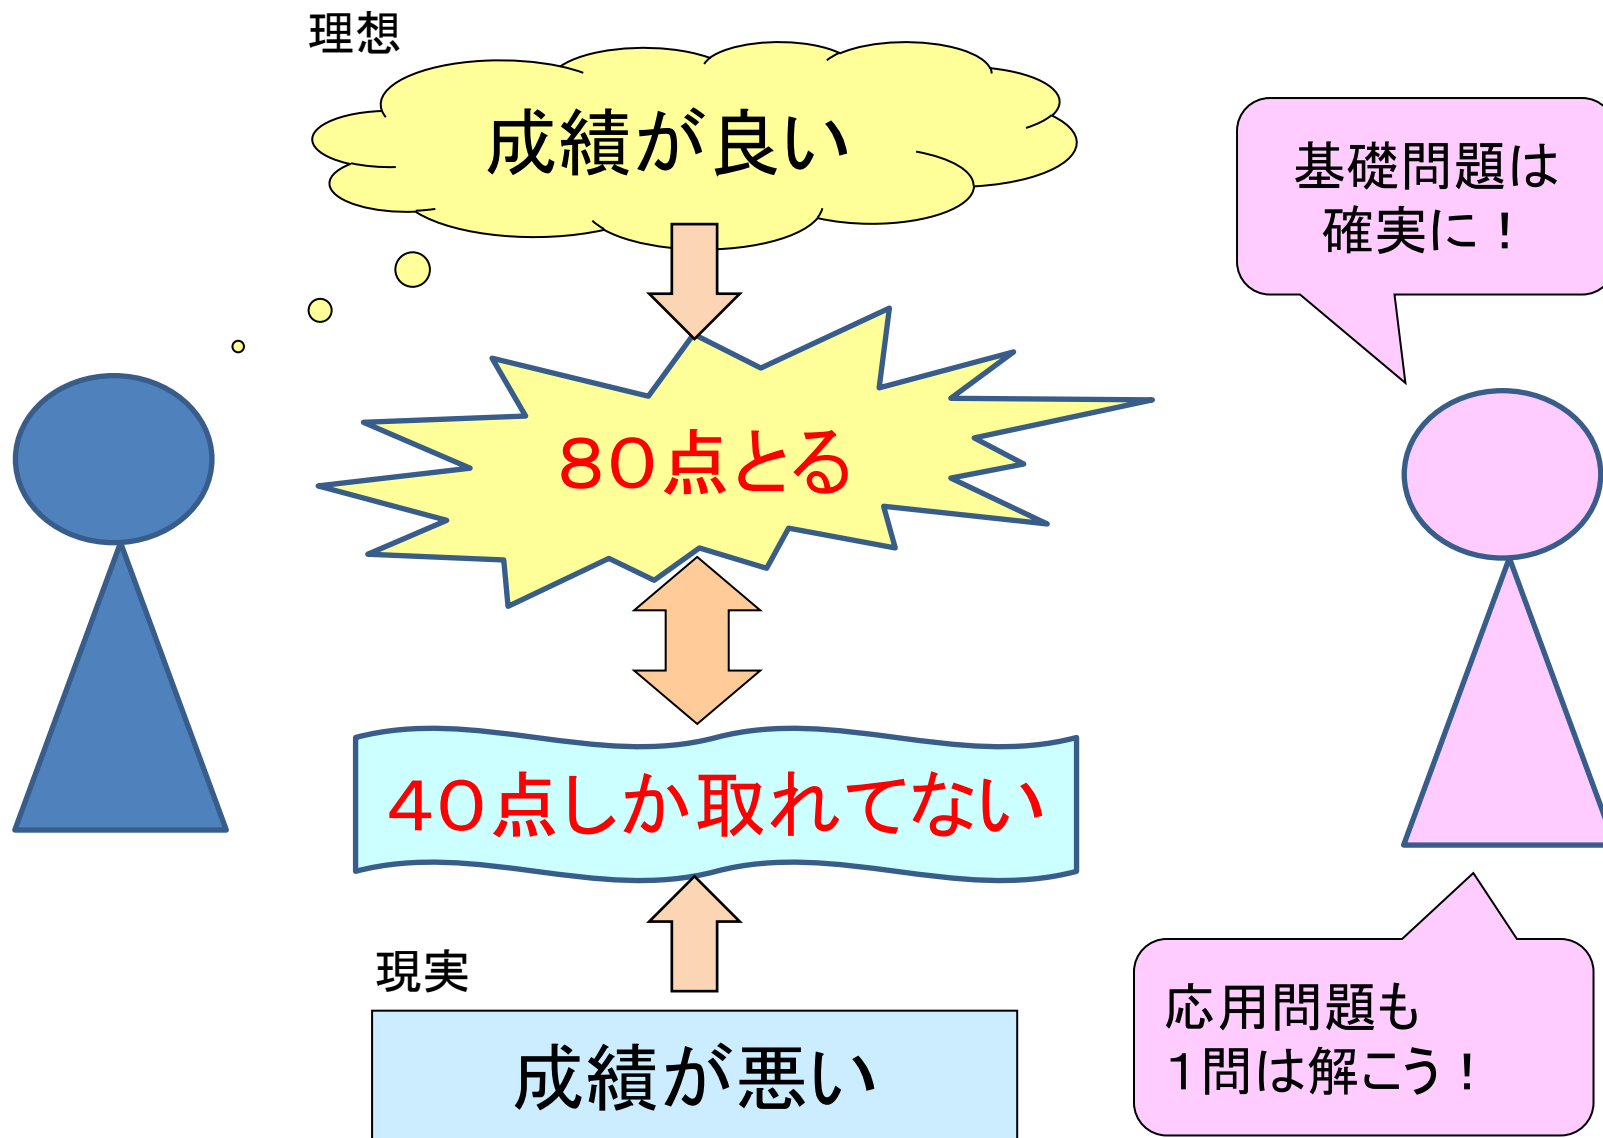 理想
成績が良い
基礎問題は
確実に！
８０点とる
４０点しか取れてない
現実
成績が悪い
応用問題も
１問は解こう！